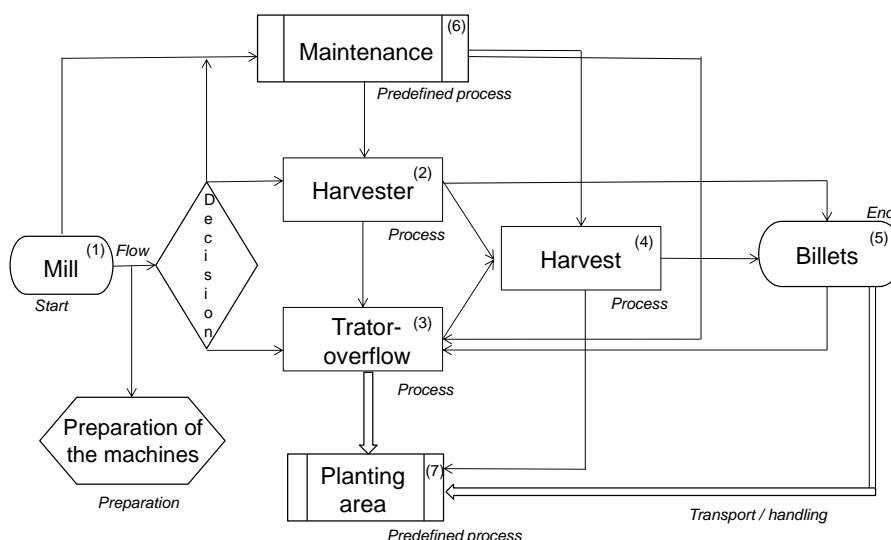 (6)
Maintenance
Predefined process
(2)
Harvester
Process
Decision
(1)
Mill
Flow
Start
(4)
Harvest
Process
End
(5)
Billets
Trator-
(3)
overflow
Process
Preparation of
the machines
Preparation
Planting
(7)
area
Predefined process
Transport / handling